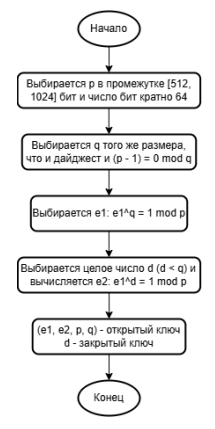 Начало
Выбирается p в промежутке [512,
1024] бит и число бит кратно 64
Выбирается q того же размера,
что и дайджест и (p - 1) = 0 mod q
Выбирается e1: e1^q = 1 mod p
Выбирается целое число d (d < q) и
вычисляется e2: e1^d = 1 mod p
(e1, e2, p, q) - открытый ключ
d - закрытый ключ
Конец